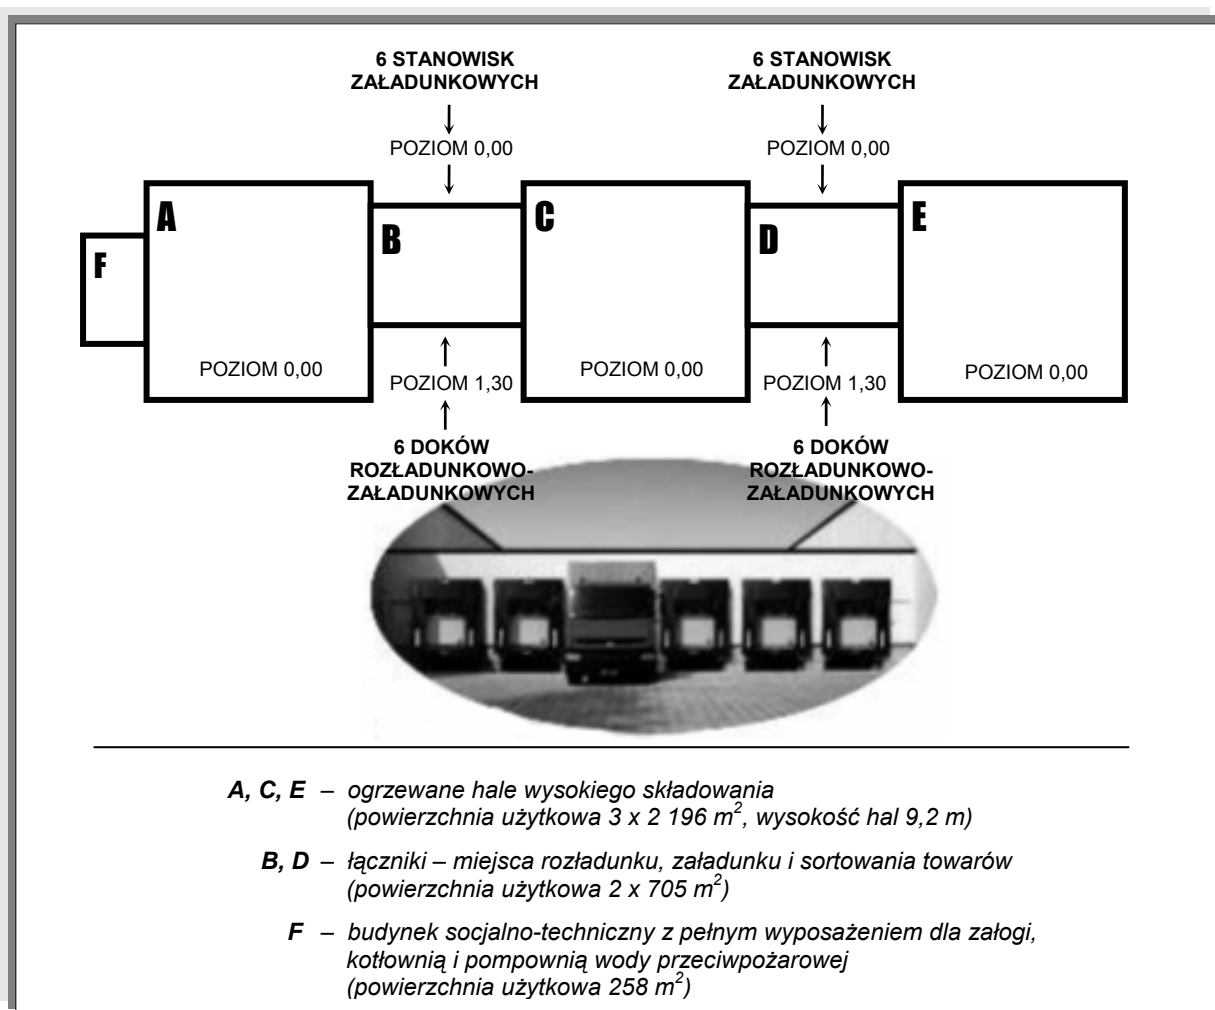 6 STANOWISK
ZAŁADUNKOWYCH
6 STANOWISK
ZAŁADUNKOWYCH
POZIOM 0,00
POZIOM 0,00
A
B
C
D
E
F
POZIOM 0,00
POZIOM 1,30
POZIOM 0,00
POZIOM 1,30
POZIOM 0,00
6 DOKÓW
ROZŁADUNKOWO-
ZAŁADUNKOWYCH
6 DOKÓW
ROZŁADUNKOWO-
ZAŁADUNKOWYCH
A, C, E – ogrzewane hale wysokiego składowania
(powierzchnia użytkowa 3 x 2 196 m², wysokość hal 9,2 m)
B, D – łączniki – miejsca rozładunku, załadunku i sortowania towarów
(powierzchnia użytkowa 2 x 705 m²)
F – budynek socjalno-techniczny z pełnym wyposażeniem dla załogi,
kotłownią i pompownią wody przeciwpożarowej
(powierzchnia użytkowa 258 m²)